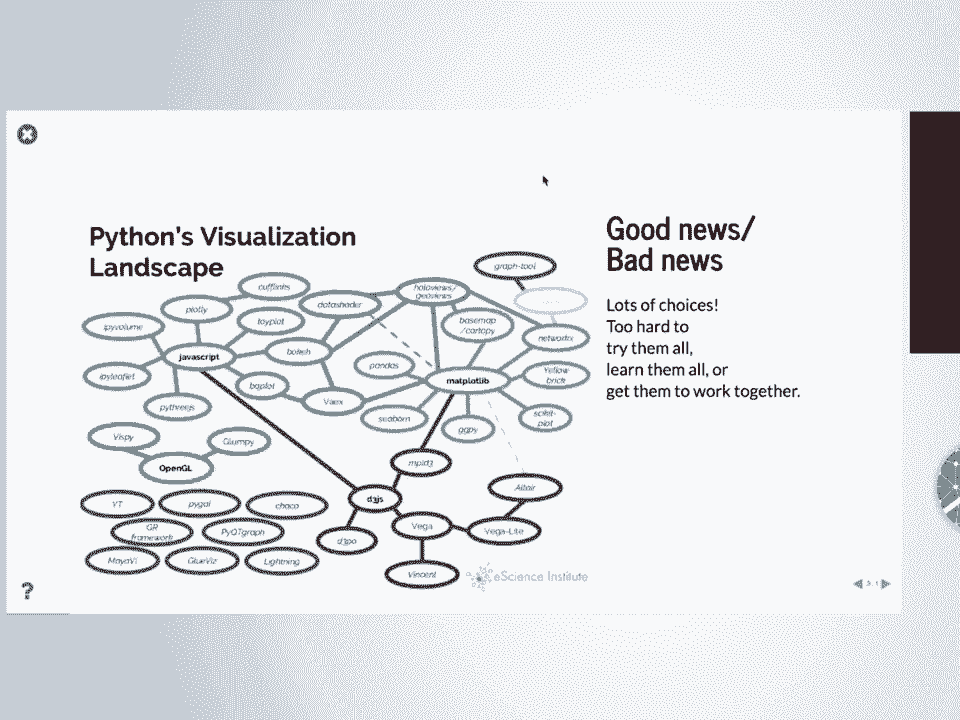 Python's Visualization
Landscape
Good news/
Bad news
Lots of choices!
Too hard to
try them all,
learn them all, or
get them to work together.
graph-tool
cufflinks
holoviews/
geoviews
datashader
plotly
toyplot
basemap
/cartopy
ipyvolume
networkx
javascript
bokeh
pandas
ipyleaflet
bqplot
matplotlib
Yellow
brick
Vaex
pythreejs
seaborn
ggpy
scikit-
plot
Vispy
Glumpy
OpenGL
mpld3
YT
pygal
chaco
d3js
Altair
GR
framework
PyQTgraph
d3po
Vega
Vega-Lite
MayaVi
GlueViz
Lightning
Vincent
eScience Institute
?